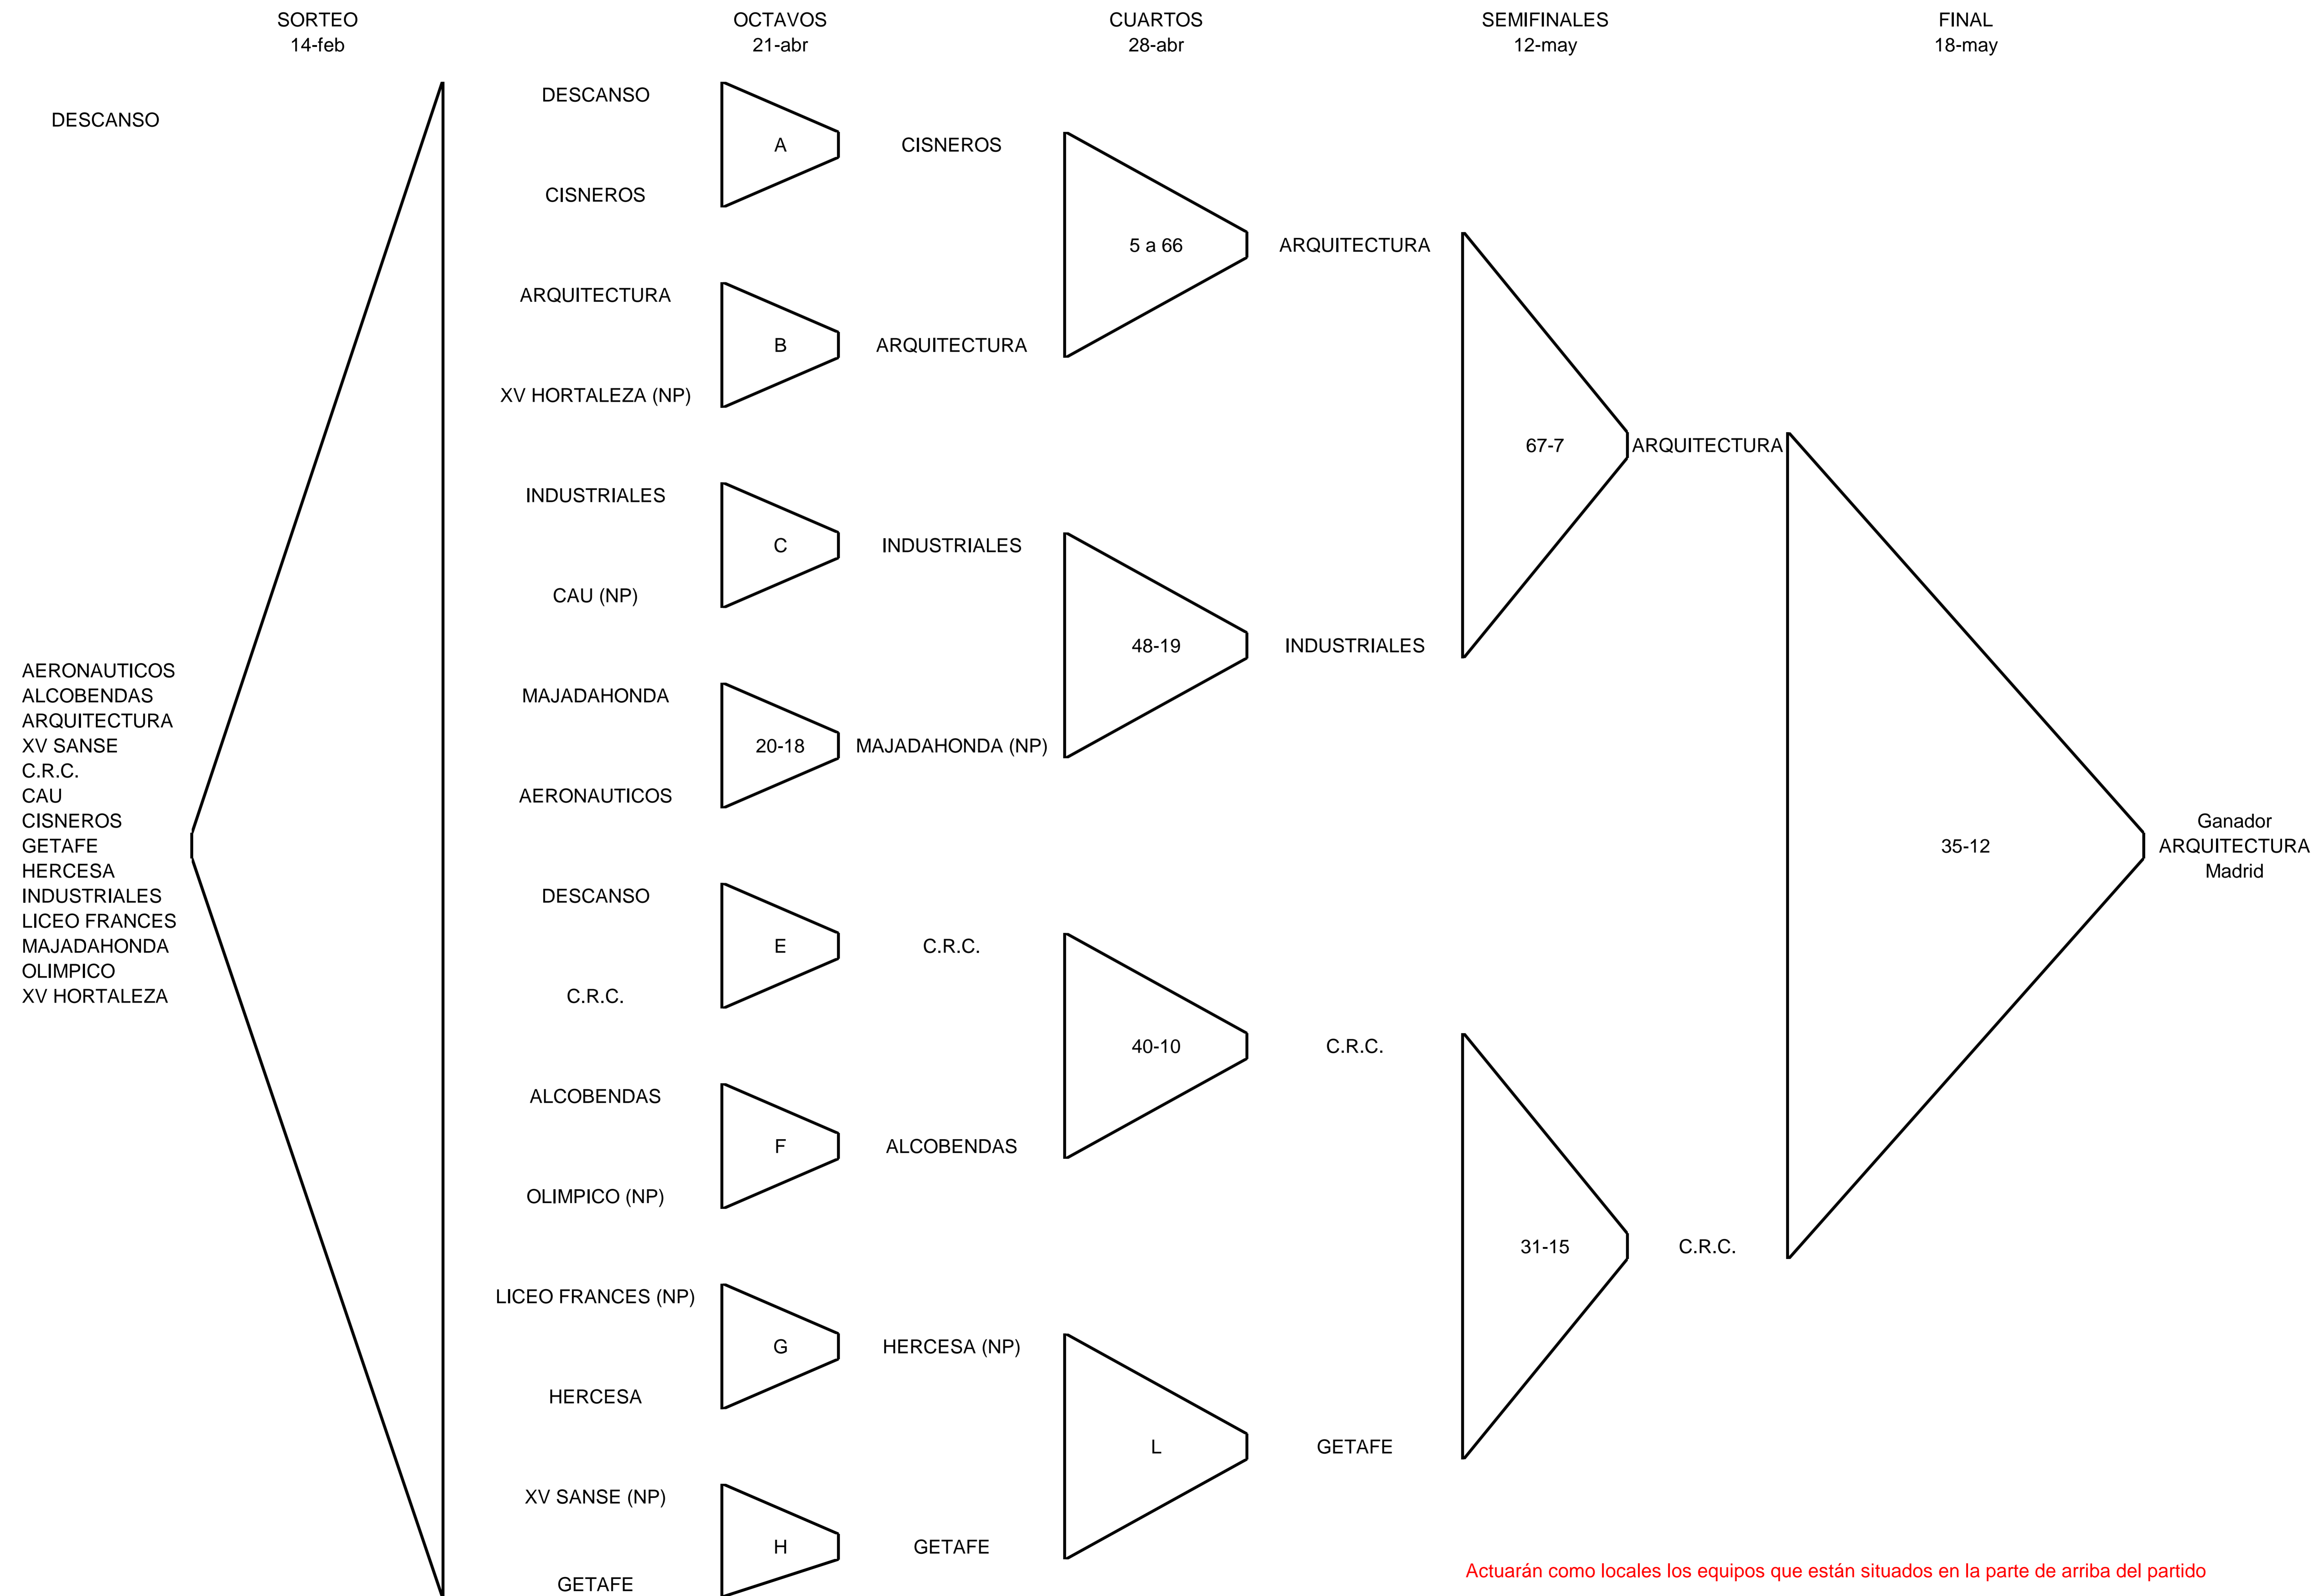 SORTEO
14-feb
OCTAVOS
21-abr
CUARTOS
28-abr
SEMIFINALES
12-may
FINAL
18-may
DESCANSO
AERONAUTICOS
ALCOBENDAS
ARQUITECTURA
XV SANSE
C.R.C.
CAU
CISNEROS
GETAFE
HERCESA
INDUSTRIALES
LICEO FRANCES
MAJADAHONDA
OLIMPICO
XV HORTALEZA
DESCANSO
CISNEROS
ARQUITECTURA
XV HORTALEZA (NP)
INDUSTRIALES
CAU (NP)
MAJADAHONDA
AERONAUTICOS
DESCANSO
C.R.C.
ALCOBENDAS
OLIMPICO (NP)
LICEO FRANCES (NP)
HERCESA
XV SANSE (NP)
GETAFE
A
B
C
20-18
E
F
G
H
CISNEROS
ARQUITECTURA
INDUSTRIALES
MAJADAHONDA (NP)
C.R.C.
ALCOBENDAS
HERCESA (NP)
GETAFE
5 a 66
48-19
40-10
L
ARQUITECTURA
INDUSTRIALES
C.R.C.
GETAFE
67-7
31-15
ARQUITECTURA
C.R.C.
35-12
Ganador
ARQUITECTURA
Madrid
Actuarán como locales los equipos que están situados en la parte de arriba del partido